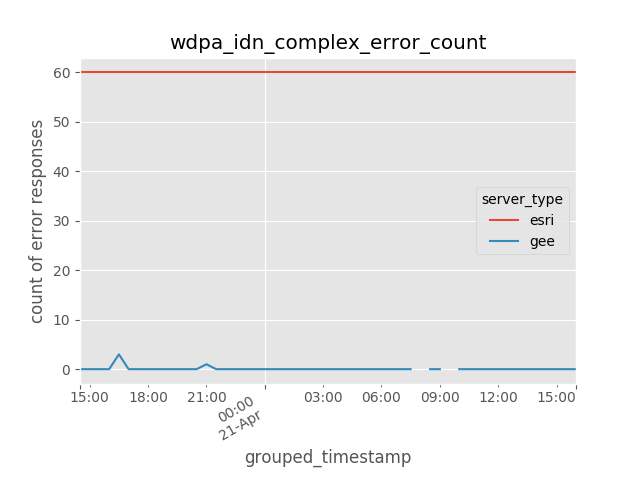 wdpa_idn_complex_error_count
60
50
40
30
20
10
0
count of error responses
server_type
esri
gee
15:00
18:00
21:00
00:00
21-Apr
03:00
06:00
09:00
12:00
15:00
grouped_timestamp